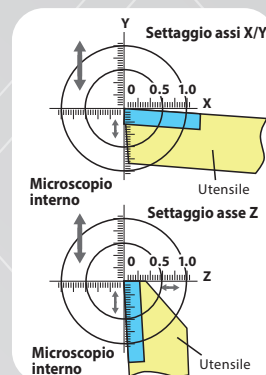 Settaggio assi X/Y
Y
0 0.5 1.0
X
Microscopio
interno
Utensile
Settaggio asse Z
0 0.5 1.0
Z
Microscopio
interno
Utensile